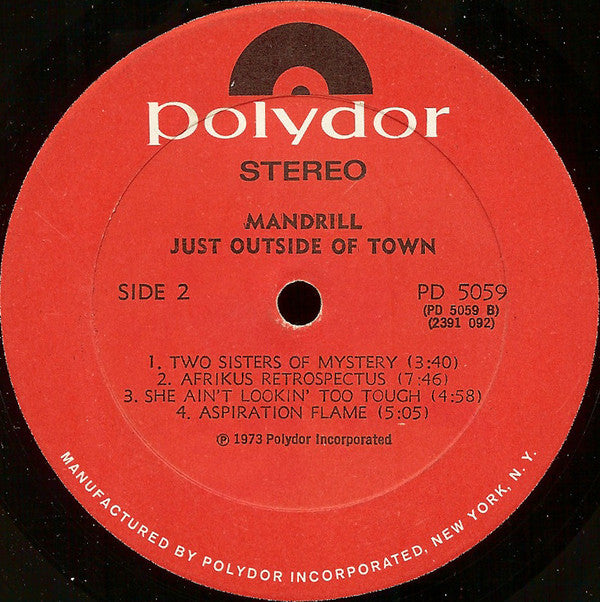 polydor
STEREO
MANDRILL
JUST OUTSIDE OF TOWN
SIDE 2
PD 5059
(PD 5059 B)
(2391 092)
1. TWO SISTERS OF MYSTERY (3:40)
2. AFRIKUS RETROSPECTUS (7:46)
3. SHE AIN'T LOOKIN' TOO TOUGH (4:58)
4. ASPIRATION FLAME (5:05)
℗ 1973 Polydor Incorporated
MANUFACTURED BY POLYDOR INCORPORATED, NEW YORK, N. Y.